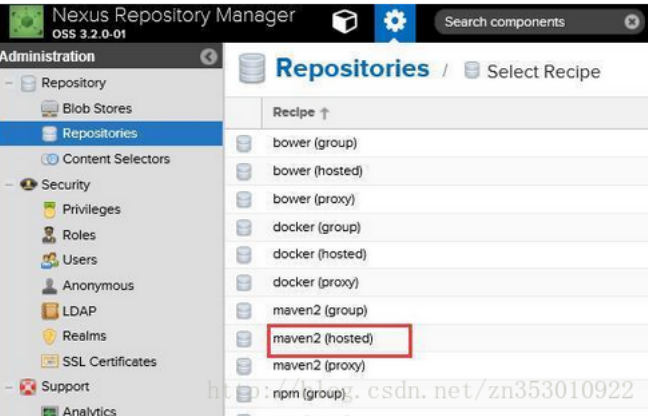 Nexus Repository Manager
OSS 3.2.0-01
Search components
Administration
Repository
Blob Stores
Repositories
Content Selectors
Security
Privileges
Roles
Users
Anonymous
LDAP
Realms
SSL Certificates
Support
Analytics
Repositories / Select Recipe
Recipe
bower (group)
bower (hosted)
bower (proxy)
docker (group)
docker (hosted)
docker (proxy)
maven2 (group)
maven2 (hosted)
maven2 (proxy)
npm (group)
http://blog.csdn.net/zn353010922